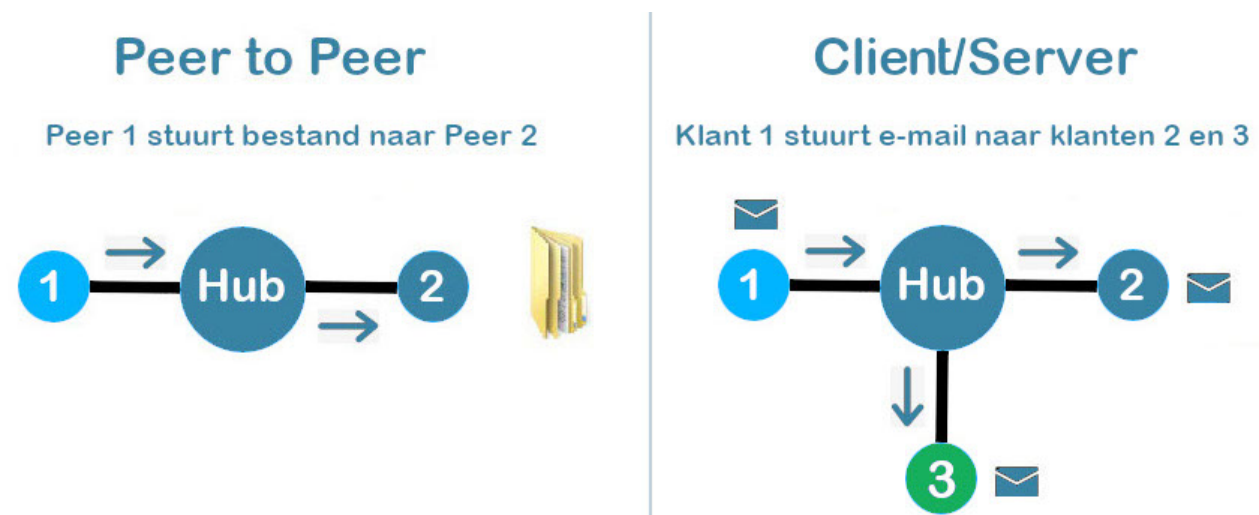 Peer to Peer
Peer 1 stuurt bestand naar Peer 2
1
Hub
2
Client/Server
Klant 1 stuurt e-mail naar klanten 2 en 3
1
Hub
2
3